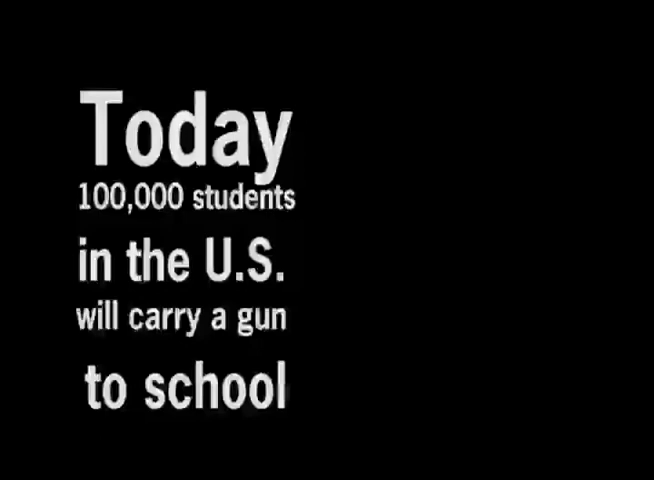 Today
100,000 students
in the U.S.
will carry a gun
to school